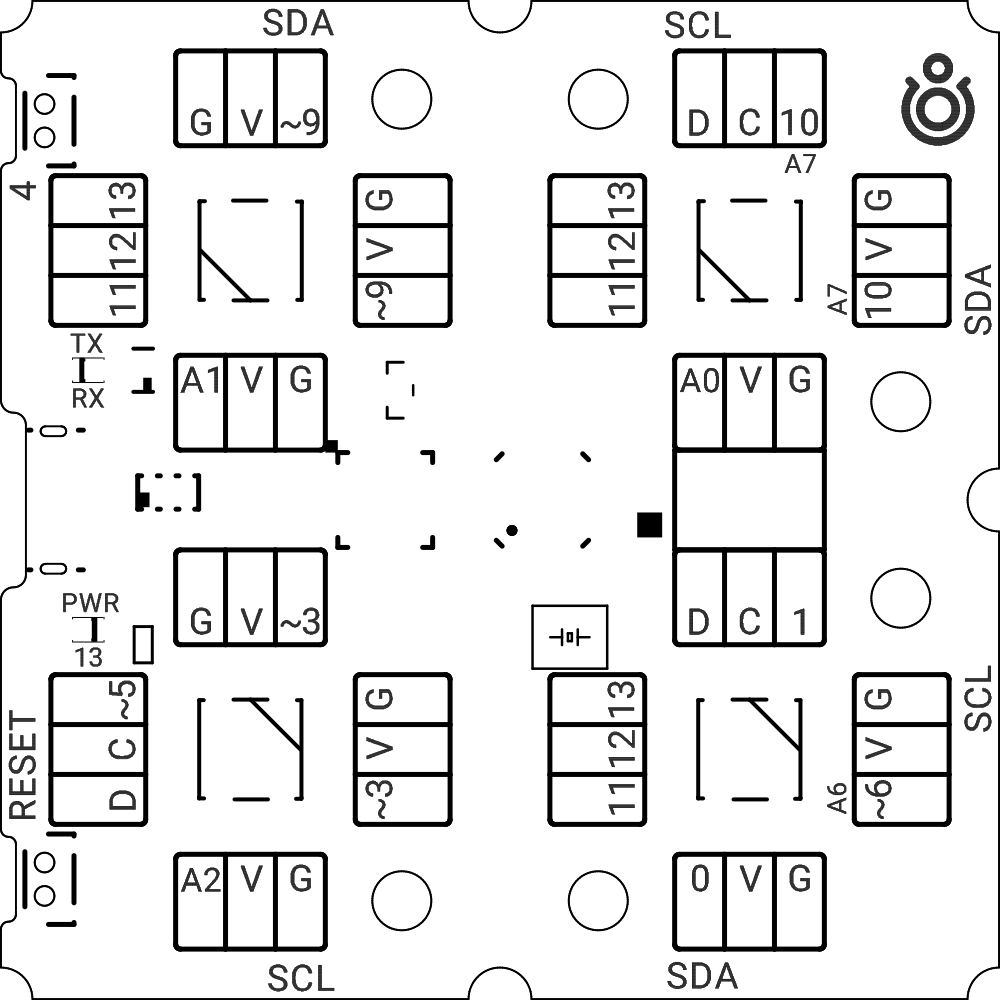 SDA
SCL
G V ~9
D C 10
A7
4
13
12
11
G
V
~9
13
12
11
G
V
10
A7
SDA
TX
RX
A1 V G
A0 V G
PWR
13
G V ~3
D C 1
RESET
~5
C
D
G
V
~3
13
12
11
G
V
~6
A6
SCL
A2 V G
0 V G
SCL
SDA